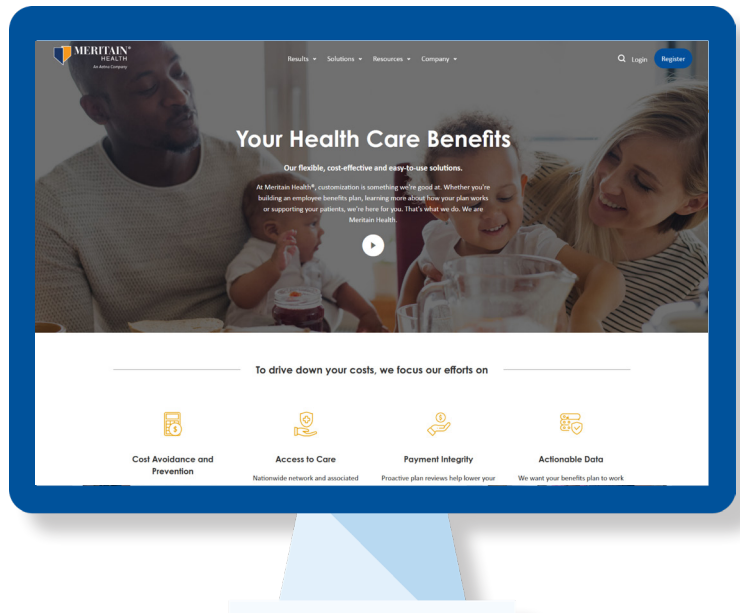 MERITAIN®
HEALTH
An Aetna Company
Results Solutions Resources Company
Login Register
Your Health Care Benefits
Our flexible, cost-effective and easy-to-use solutions.
At Meritain Health®, customization is something we're good at. Whether you're
building an employee benefits plan, learning more about how your plan works
or supporting your patients, we're here for you. That's what we do. We are
Meritain Health.
To drive down your costs, we focus our efforts on
Cost Avoidance and
Prevention
Access to Care
Nationwide network and associated
Payment Integrity
Proactive plan reviews help lower your
Actionable Data
We want your benefits plan to work